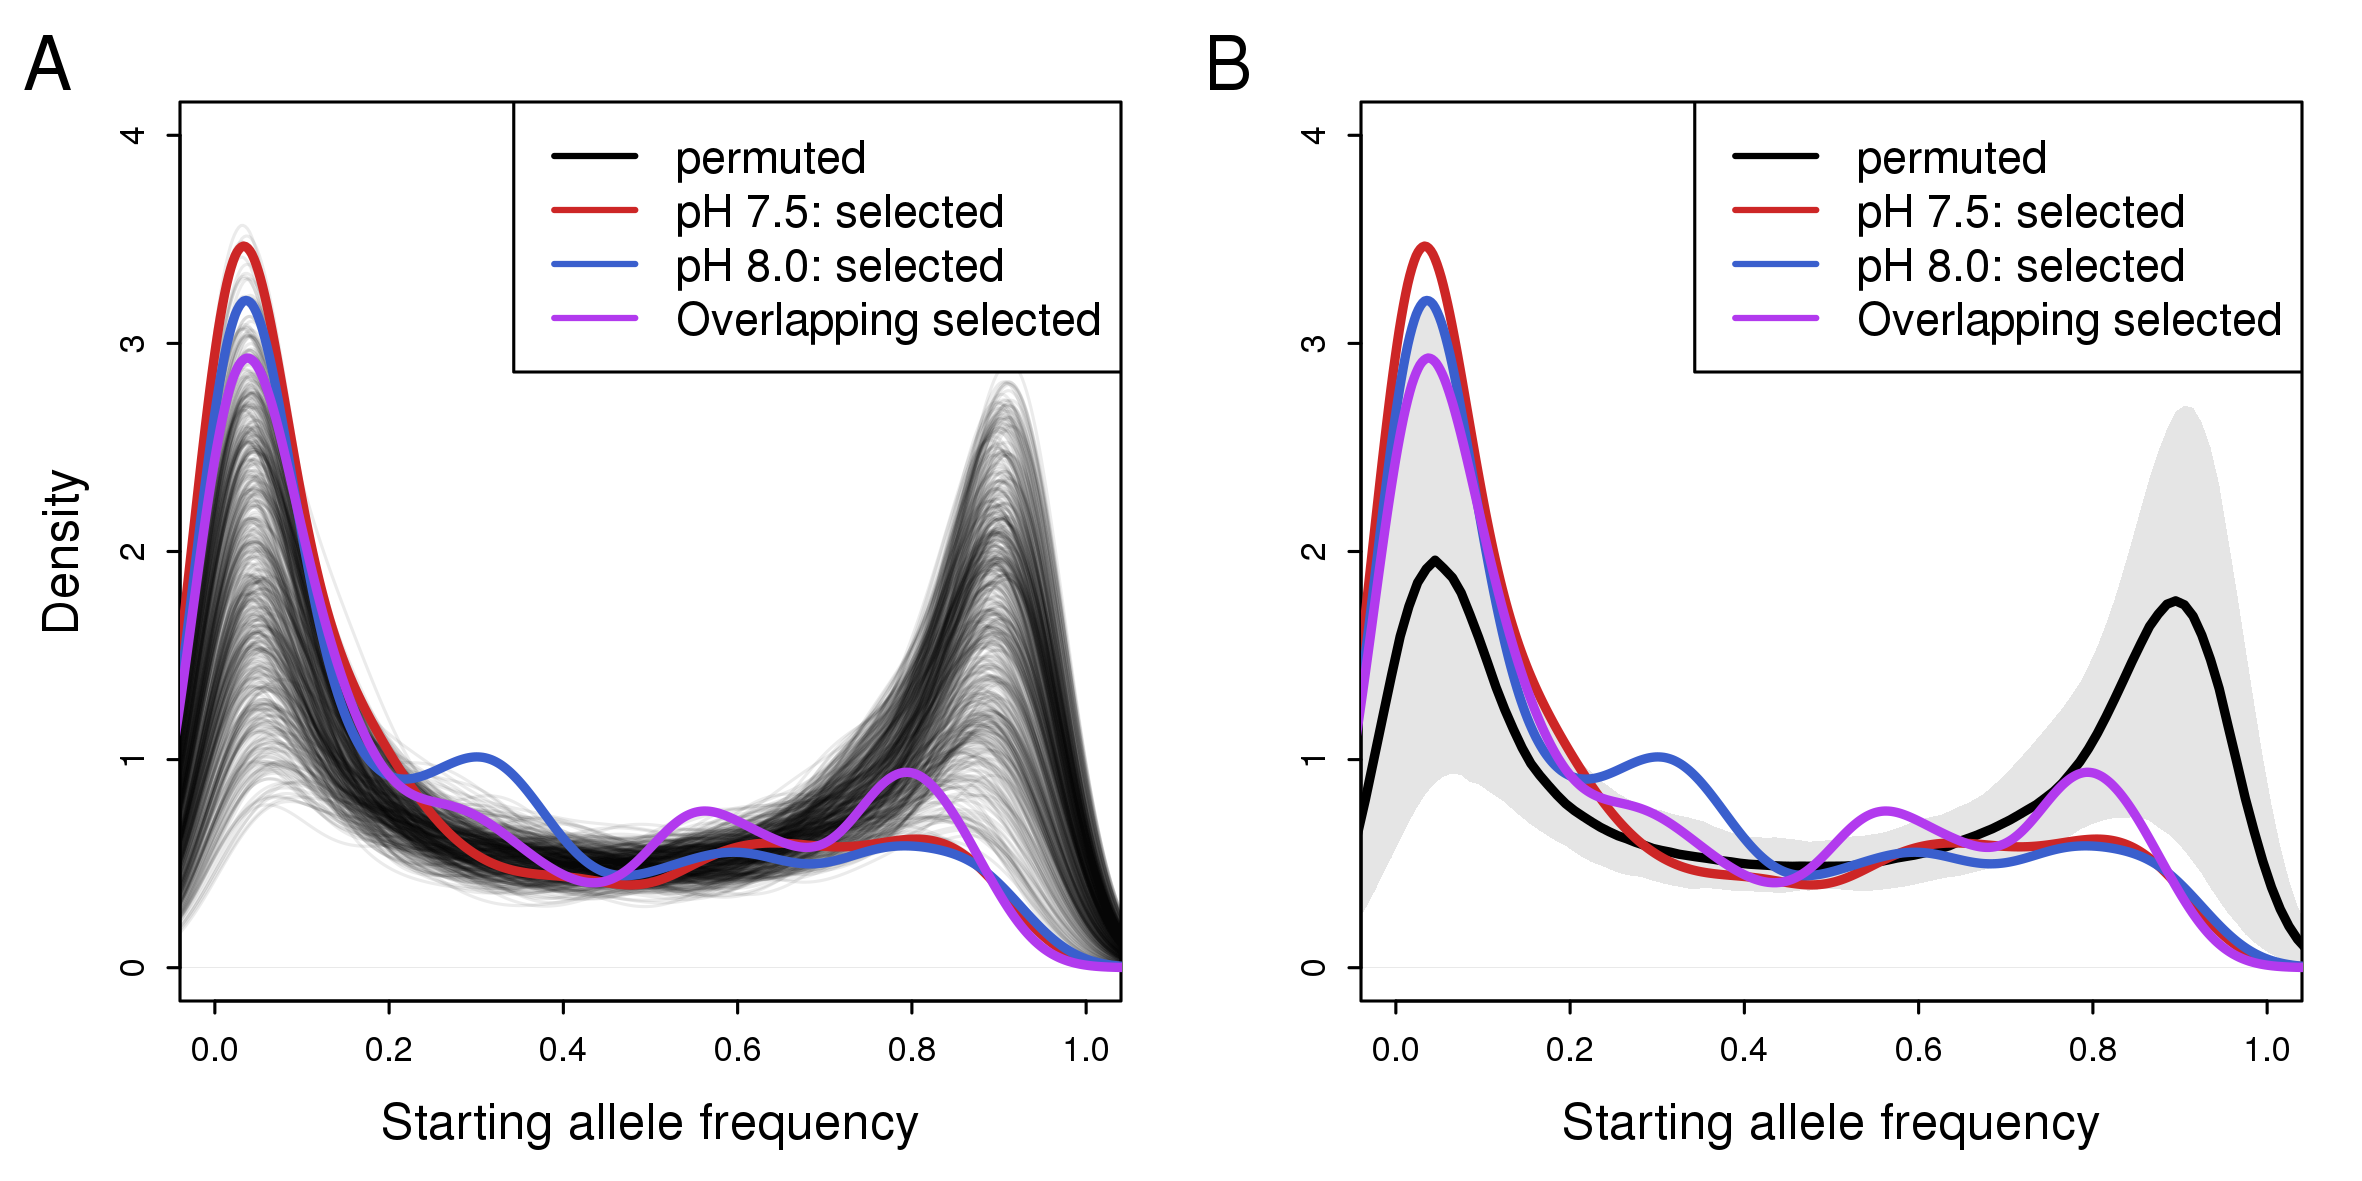 A
B
4
3
2
1
0
Density
permuted
pH 7.5: selected
pH 8.0: selected
Overlapping selected
0.0 0.2 0.4 0.6 0.8 1.0
Starting allele frequency
4
3
2
1
0
permuted
pH 7.5: selected
pH 8.0: selected
Overlapping selected
0.0 0.2 0.4 0.6 0.8 1.0
Starting allele frequency